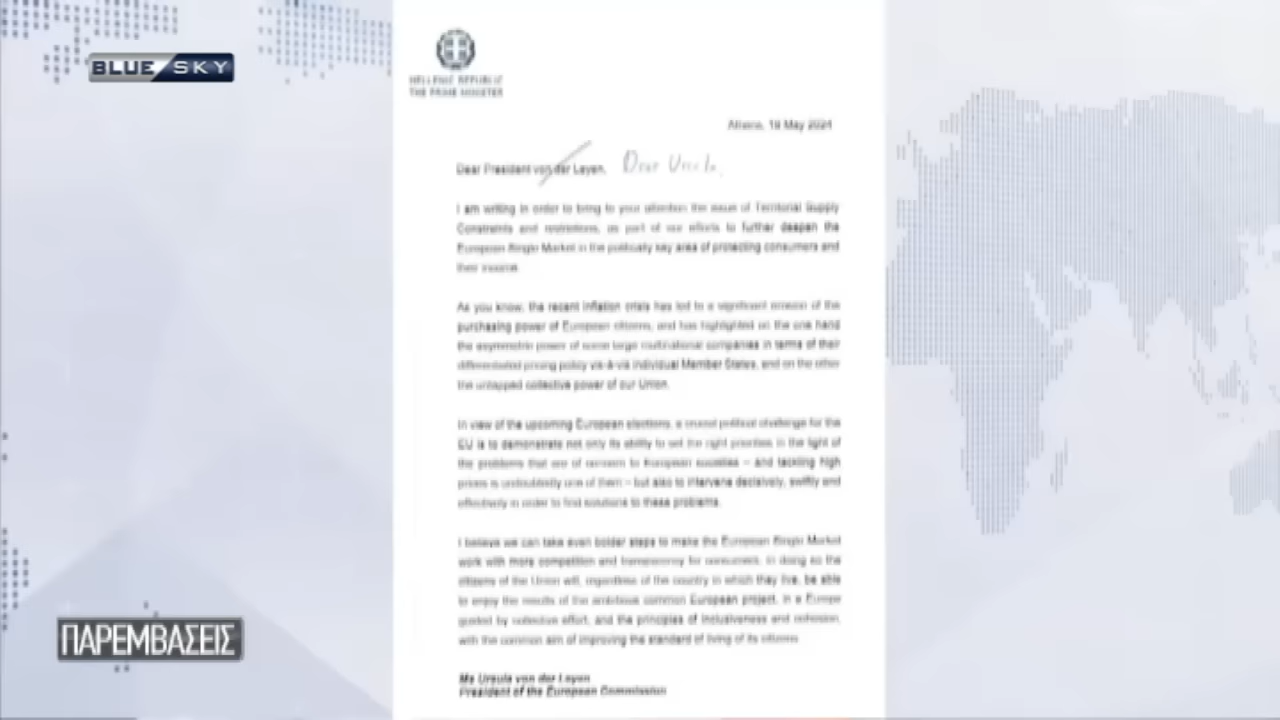 BLUE SKY
HELLENIC REPUBLIC
THE PRIME MINISTER
Athens, 19 May 2024
Dear President von der Leyen, Dear Ursula,
I am writing in order to bring to your attention the issue of Territorial Supply
Constraints and restrictions, as part of our efforts to further deepen the
European Single Market in the politically key area of protecting consumers and
their income.
As you know, the recent inflation crisis has led to a significant erosion of the
purchasing power of European citizens, and has highlighted on the one hand
the asymmetric power of some large multinational companies in terms of their
differentiated pricing policy vis-à-vis individual Member States, and on the other
the untapped collective power of our Union.
In view of the upcoming European elections, a crucial political challenge for the
EU is to demonstrate not only its ability to set the right priorities in the light of
the problems that are of concern to European societies – and tackling high
prices is undoubtedly one of them – but also to intervene decisively, swiftly and
effectively in order to find solutions to these problems.
I believe we can take even bolder steps to make the European Single Market
work with more competition and transparency for consumers. In doing so the
citizens of the Union will, regardless of the country in which they live, be able
to enjoy the results of the ambitious common European project, in a Europe
guided by collective effort, and the principles of inclusiveness and cohesion,
with the common aim of improving the standard of living of its citizens.
Ms Ursula von der Leyen
President of the European Commission
ΠΑΡΕΜΒΑΣΕΙΣ